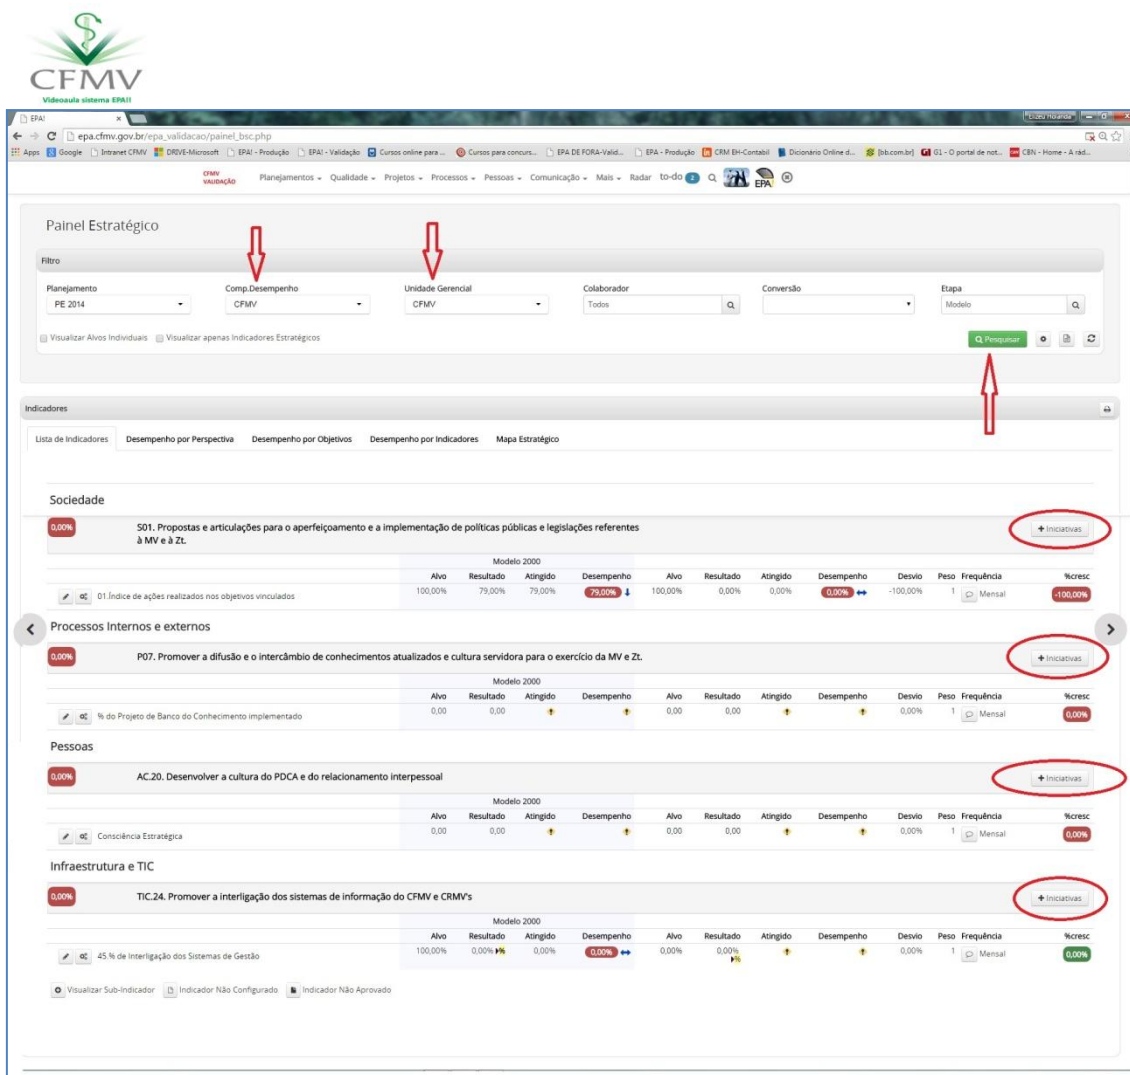 CFMV
Videoaula sistema EPA!!
EPA!
epa.cfmv.gov.br/epa_validacao/painel_bsc.php
Apps Google Intranet CFMV DRIVE-Microsoft EPA! - Produção EPA! - Validação Cursos online para ... Cursos para concurs... EPA DE FORA-Valid... EPA - Produção CRM EH-Contabil Dicionário Online d... [bb.com.br] G1 - O portal de not... CBN - Home - A rád...
CFMV VALIDAÇÃO Planejamentos Qualidade Projetos Processos Pessoas Comunicação Mais Radar to-do 2 EPA!
Painel Estratégico
Filtro
Planejamento Comp.Desempenho Unidade Gerencial Colaborador Conversão Etapa
PE 2014 CFMV CFMV Todos Modelo
Visualizar Alvos Individuais Visualizar apenas Indicadores Estratégicos Pesquisar
Indicadores
Lista de Indicadores Desempenho por Perspectiva Desempenho por Objetivos Desempenho por Indicadores Mapa Estratégico
Sociedade
0,00% S01. Propostas e articulações para o aperfeiçoamento e a implementação de políticas públicas e legislações referentes + Iniciativas
à MV e à Zt.
Modelo 2000
Alvo Resultado Atingido Desempenho Alvo Resultado Atingido Desempenho Desvio Peso Frequência %cresc
01.Índice de ações realizados nos objetivos vinculados 100,00% 79,00% 79,00% 79,00% 100,00% 0,00% 0,00% 0,00% -100,00% 1 Mensal -100,00%
Processos Internos e externos
0,00% P07. Promover a difusão e o intercâmbio de conhecimentos atualizados e cultura servidora para o exercício da MV e Zt. + Iniciativas
Modelo 2000
Alvo Resultado Atingido Desempenho Alvo Resultado Atingido Desempenho Desvio Peso Frequência %cresc
% do Projeto de Banco do Conhecimento implementado 0,00 0,00 0,00 0,00 0,00% 1 Mensal 0,00%
Pessoas
0,00% AC.20. Desenvolver a cultura do PDCA e do relacionamento interpessoal + Iniciativas
Modelo 2000
Alvo Resultado Atingido Desempenho Alvo Resultado Atingido Desempenho Desvio Peso Frequência %cresc
Consciência Estratégica 0,00 0,00 0,00 0,00 0,00% 1 Mensal 0,00%
Infraestrutura e TIC
0,00% TIC.24. Promover a interligação dos sistemas de informação do CFMV e CRMV's + Iniciativas
Modelo 2000
Alvo Resultado Atingido Desempenho Alvo Resultado Atingido Desempenho Desvio Peso Frequência %cresc
45.% de Interligação dos Sistemas de Gestão 100,00% 0,00% % 0,00% 0,00% 0,00% 0,00% % 0,00% 1 Mensal 0,00%
Visualizar Sub-Indicador Indicador Não Configurado Indicador Não Aprovado